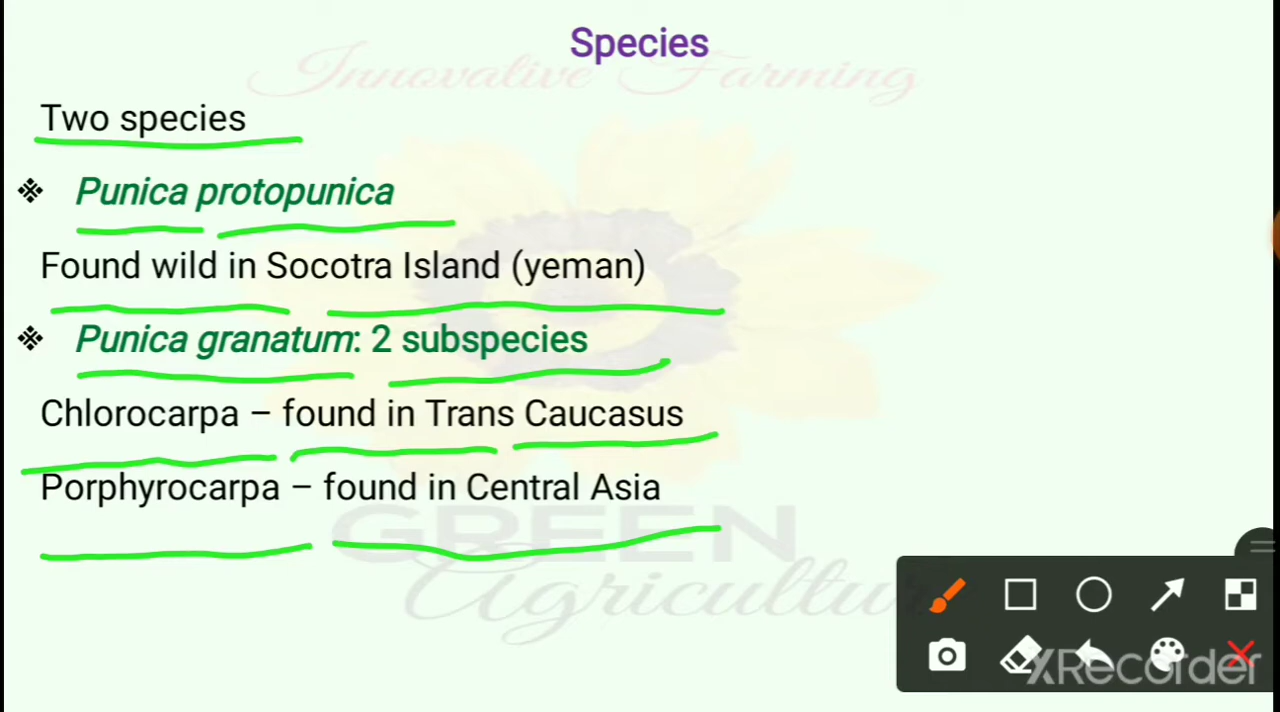 Species
Innovative Farming
Two species
❖ Punica protopunica
Found wild in Socotra Island (yeman)
❖ Punica granatum: 2 subspecies
Chlorocarpa – found in Trans Caucasus
Porphyrocarpa – found in Central Asia
GREEN
Agricultur
XRecorder